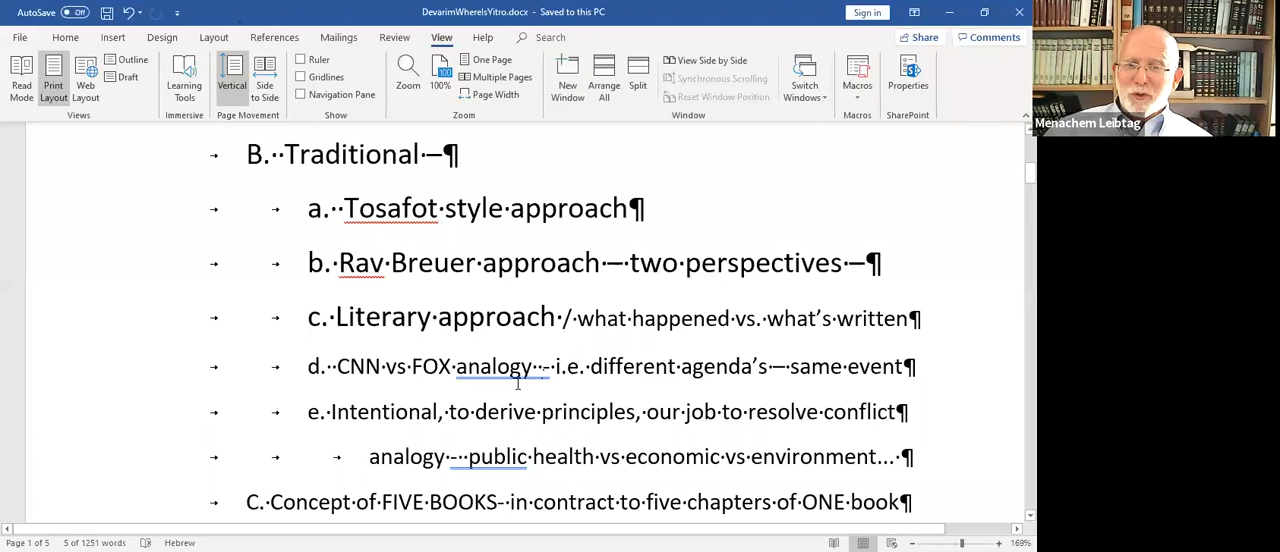 AutoSave Off DevarimWhereIsYitro.docx - Saved to this PC Sign in
File Home Insert Design Layout References Mailings Review View Help Search Share Comments
Read Mode
Print Layout
Web Layout
Outline
Draft
Views
Learning Tools
Immersive
Vertical
Side to Side
Page Movement
Ruler
Gridlines
Navigation Pane
Show
Zoom
100
100%
One Page
Multiple Pages
Page Width
Zoom
New Window
Arrange All
Split
View Side by Side
Synchronous Scrolling
Reset Window Position
Switch Windows
Window
Macros
Macros
Properties
SharePoint
Menachem Leibtag
B. Traditional – ¶
a. Tosafot style approach¶
b. Rav Breuer approach – two perspectives –¶
c. Literary approach / what happened vs. what's written¶
d. CNN vs FOX analogy - i.e. different agenda's – same event¶
e. Intentional, to derive principles, our job to resolve conflict¶
analogy - public health vs economic vs environment... ¶
C. Concept of FIVE BOOKS- in contract to five chapters of ONE book¶
Page 1 of 5 5 of 1251 words Hebrew 169%